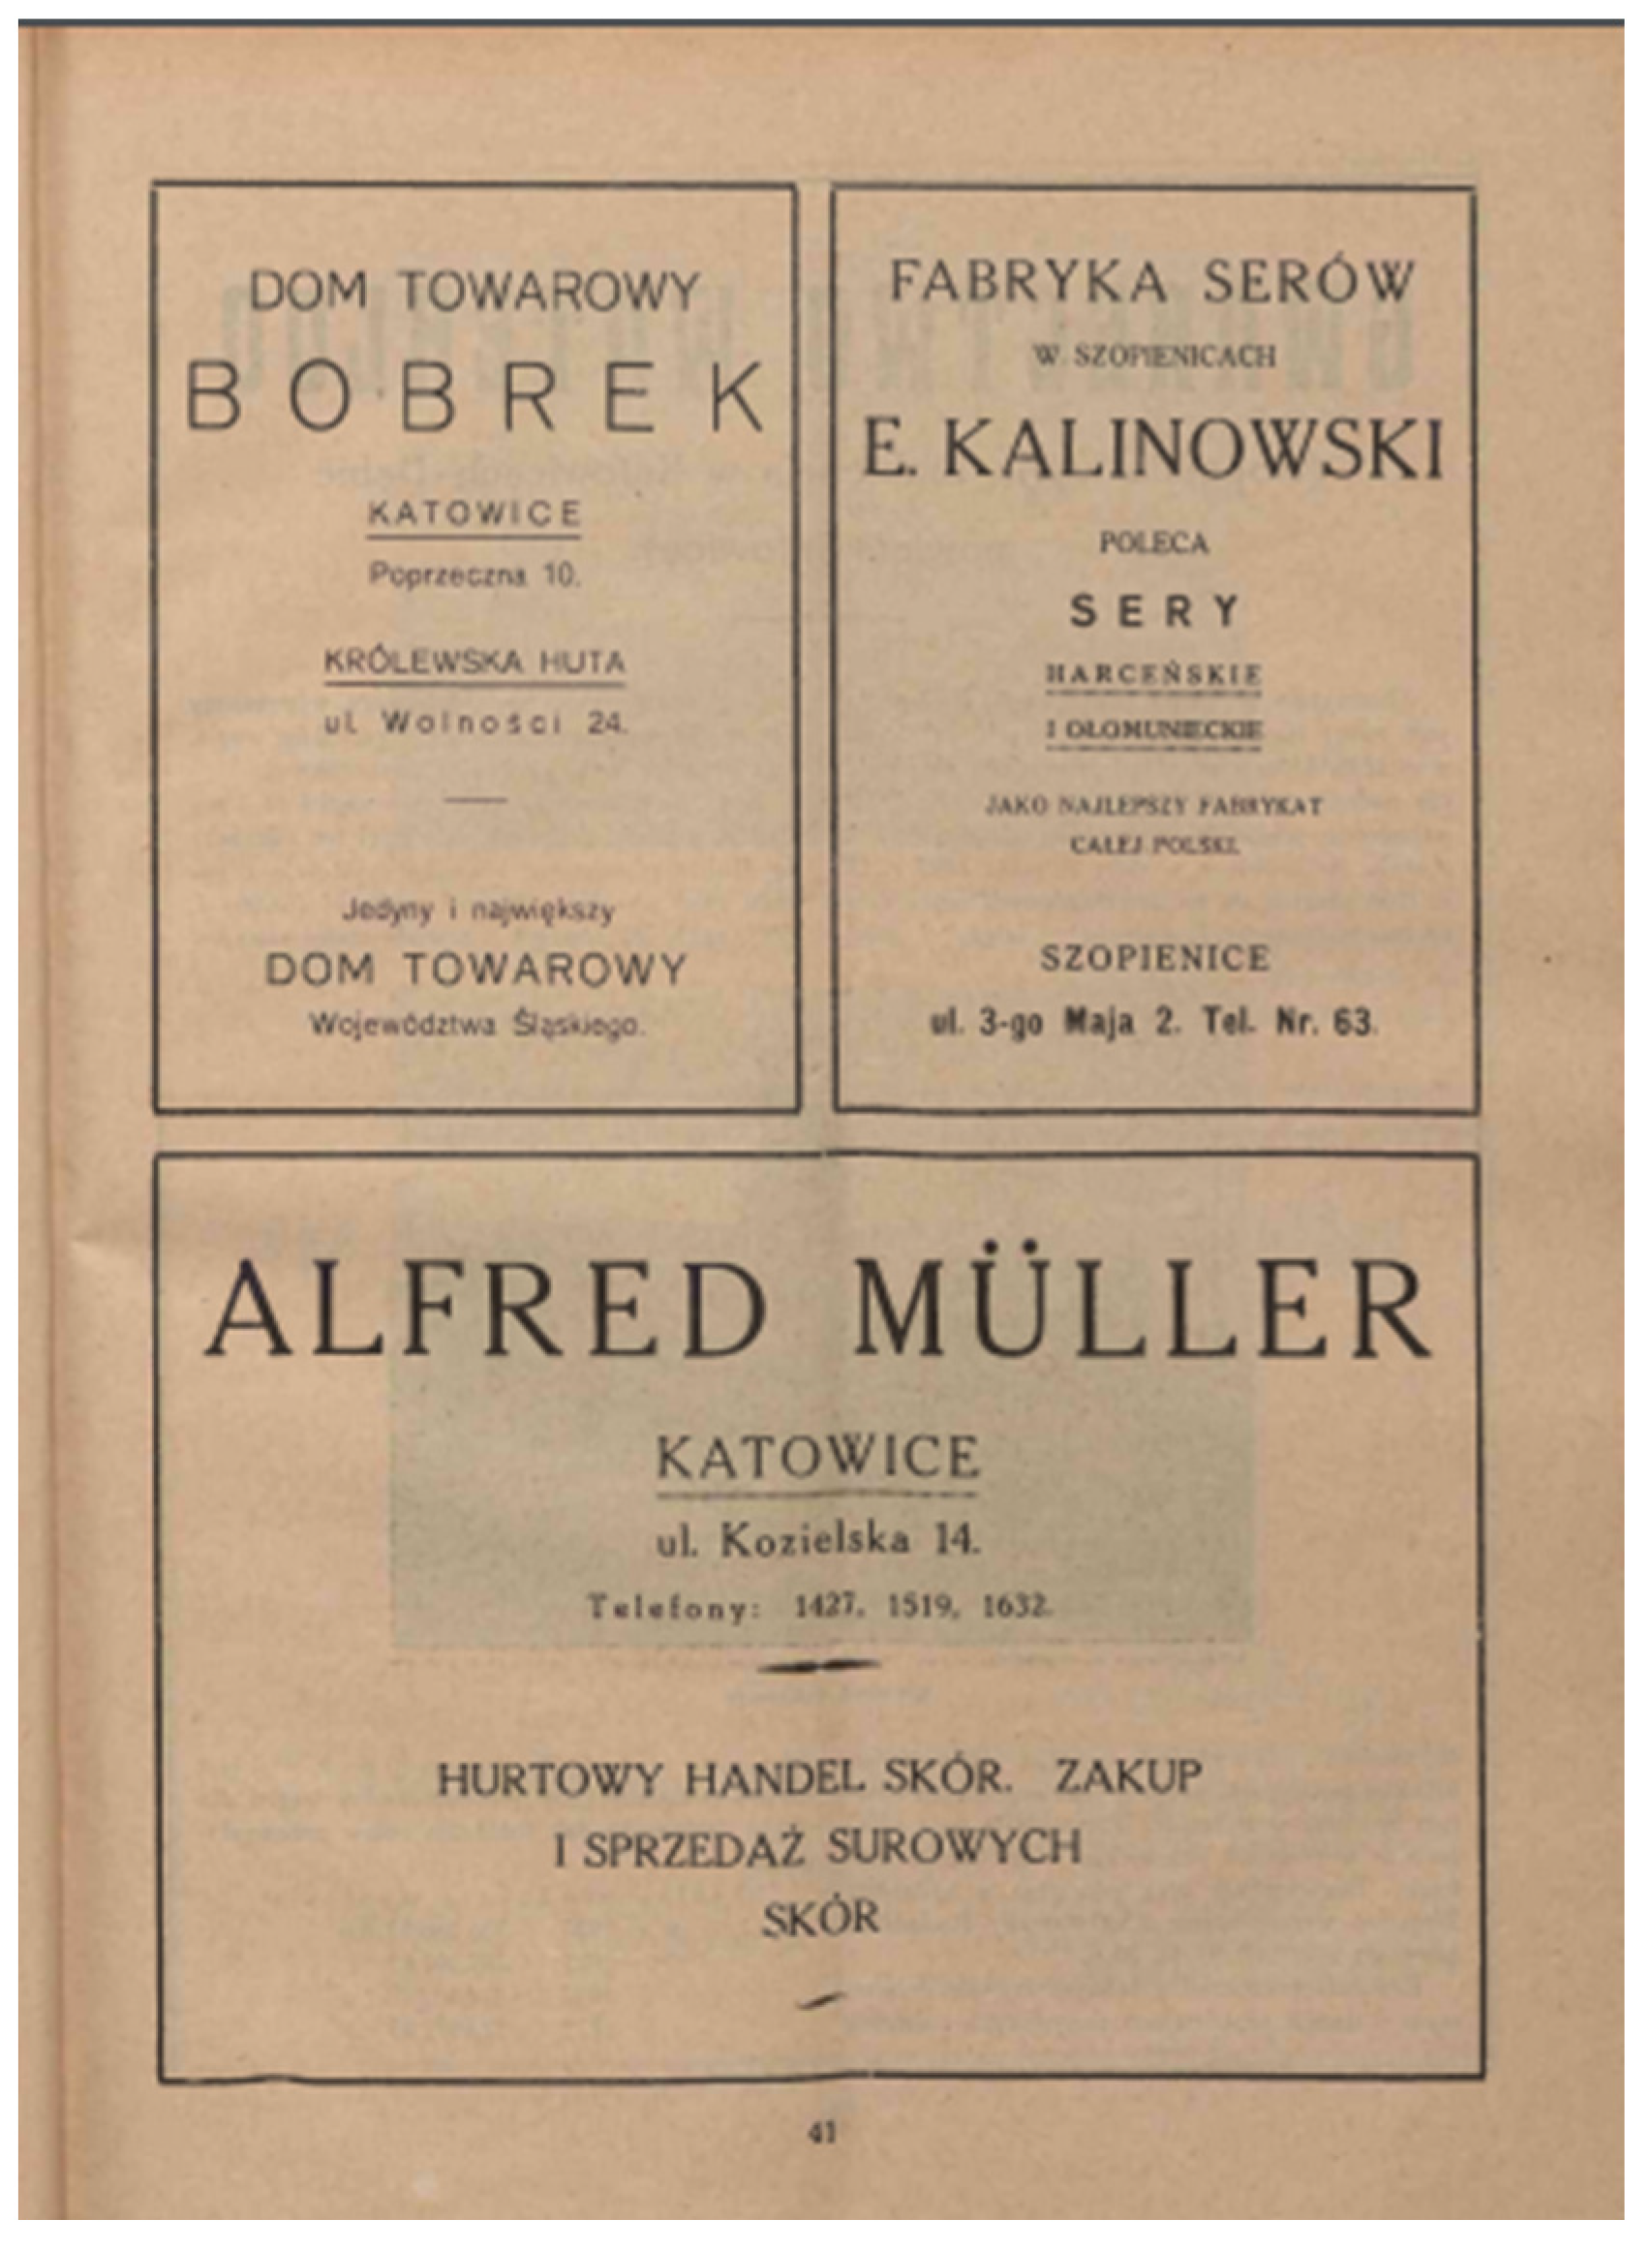 DOM TOWAROWY
BOBREK
KATOWICE
Poprzeczna 10.
KRÓLEWSKA HUTA
ul. Wolności 24.
Jedyny i największy
DOM TOWAROWY
Województwa Śląskiego.
FABRYKA SERÓW
W SZOPIENICACH
E. KALINOWSKI
POLECA
SERY
HARCEŃSKIE
I OŁOMUNIECKIE
JAKO NAJLEPSZY FABRYKAT
CAŁEJ POLSKI.
SZOPIENICE
ul. 3-go Maja 2. Tel. Nr. 63.
ALFRED MÜLLER
KATOWICE
ul. Kozielska 14.
Telefony: 1427, 1519, 1632.
HURTOWY HANDEL SKÓR. ZAKUP
I SPRZEDAŻ SUROWYCH
SKÓR
41